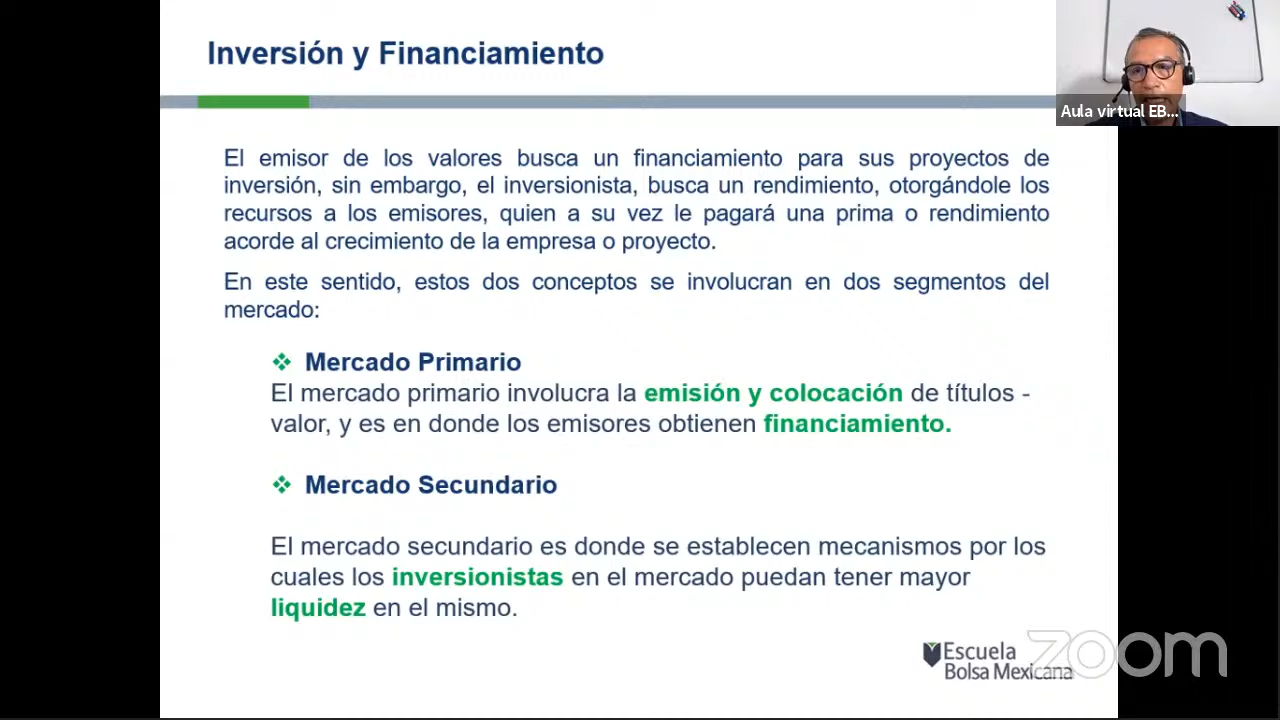 Inversión y Financiamiento
Aula virtual EB...
El emisor de los valores busca un financiamiento para sus proyectos de
inversión, sin embargo, el inversionista, busca un rendimiento, otorgándole los
recursos a los emisores, quien a su vez le pagará una prima o rendimiento
acorde al crecimiento de la empresa o proyecto.
En este sentido, estos dos conceptos se involucran en dos segmentos del
mercado:
❖ Mercado Primario
El mercado primario involucra la emisión y colocación de títulos -
valor, y es en donde los emisores obtienen financiamiento.
❖ Mercado Secundario
El mercado secundario es donde se establecen mecanismos por los
cuales los inversionistas en el mercado puedan tener mayor
liquidez en el mismo.
Escuela
Bolsa Mexicana
zoom